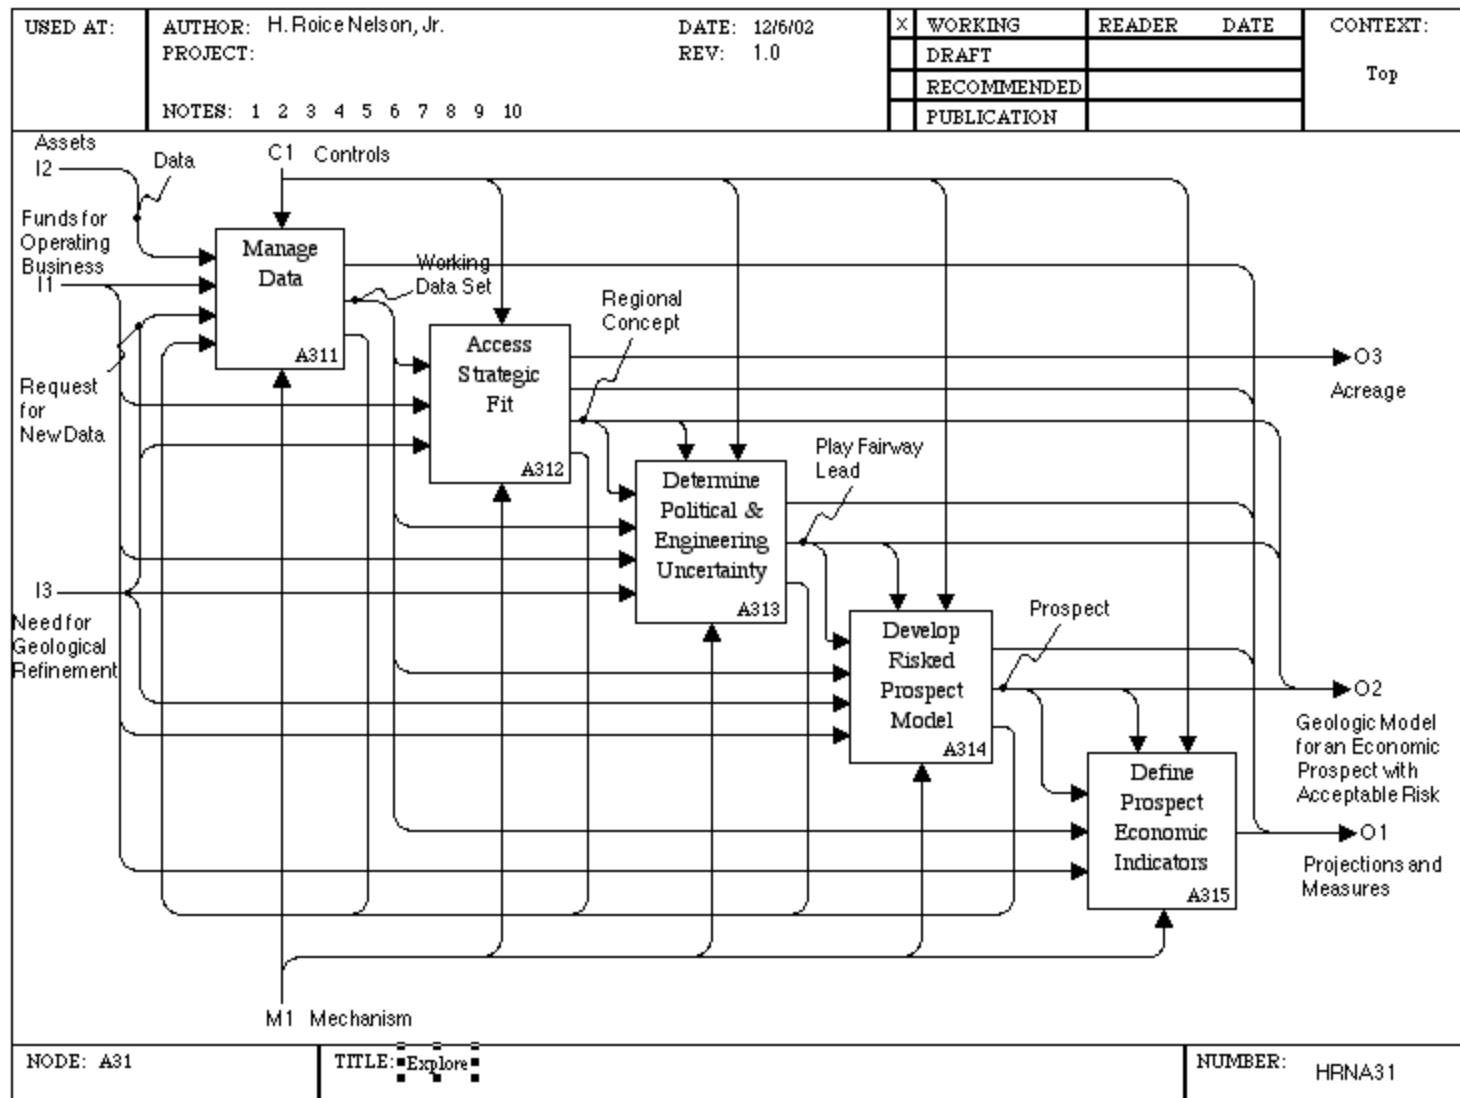 USED AT:
AUTHOR: H. Roice Nelson, Jr.
DATE: 12/6/02
X WORKING
READER DATE
CONTEXT:
PROJECT:
REV: 1.0
DRAFT
Top
RECOMMENDED
NOTES: 1 2 3 4 5 6 7 8 9 10
PUBLICATION
Assets
I2
Data
C1 Controls
Funds for
Operating
Business
I1
Manage
Data
A311
Working
Data Set
Regional
Concept
Access
Strategic
Fit
A312
O3
Acreage
Request
for
New Data
Determine
Political &
Engineering
Uncertainty
A313
Play Fairway
Lead
I3
Need for
Geological
Refinement
Develop
Risked
Prospect
Model
A314
Prospect
O2
Geologic Model
for an Economic
Prospect with
Acceptable Risk
Define
Prospect
Economic
Indicators
A315
O1
Projections and
Measures
M1 Mechanism
NODE: A31
TITLE: Explore
NUMBER: HRNA31